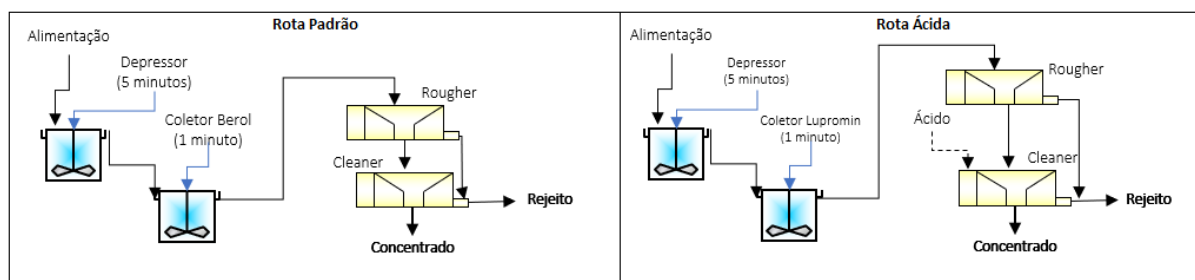 Rota Padrão
Alimentação
Depressor
(5 minutos)
Coletor Berol
(1 minuto)
Rougher
Cleaner
Rejeito
Concentrado
Rota Ácida
Alimentação
Depressor
(5 minutos)
Coletor Lupromin
(1 minuto)
Rougher
Ácido
Cleaner
Rejeito
Concentrado